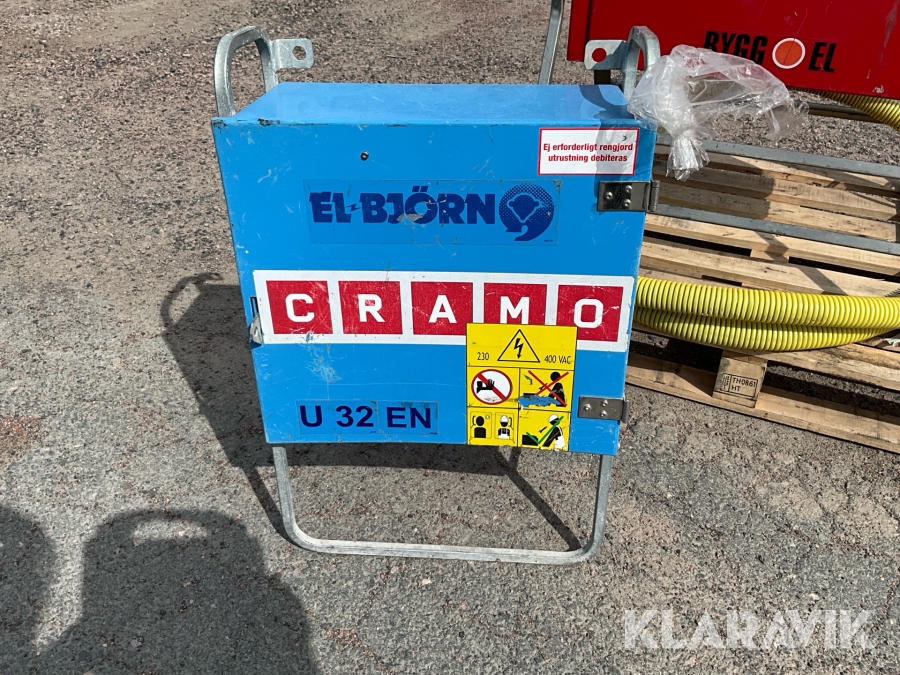 BYGG EL
Ej erforderligt rengjord
utrustning debiteras
EL-BJÖRN
CRAMO
230 400 VAC
U 32 EN
TH0861
HT
KLARAVIK